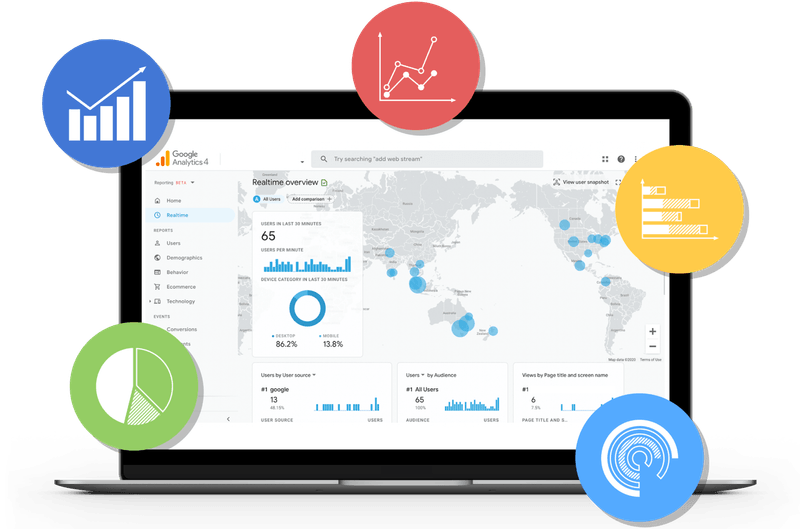 Google
Analytics 4
Try searching "add web stream"
Reporting BETA
Home
Realtime
REPORTS
Users
Demographics
Behavior
Ecommerce
Technology
EVENTS
Conversions
Realtime overview
View user snapshot
A All Users
Add comparison +
USERS IN LAST 30 MINUTES
65
USERS PER MINUTE
DEVICE CATEGORY IN LAST 30 MINUTES
DESKTOP MOBILE
86.2% 13.8%
Map data ©2020 Terms of Use
Users by User source
#1 google
13
48.15%
USER SOURCE USERS
Users by Audience
#1 All Users
65
100%
AUDIENCE USERS
Views by Page title and screen name
#1
6
7.9%
PAGE TITLE AND S...